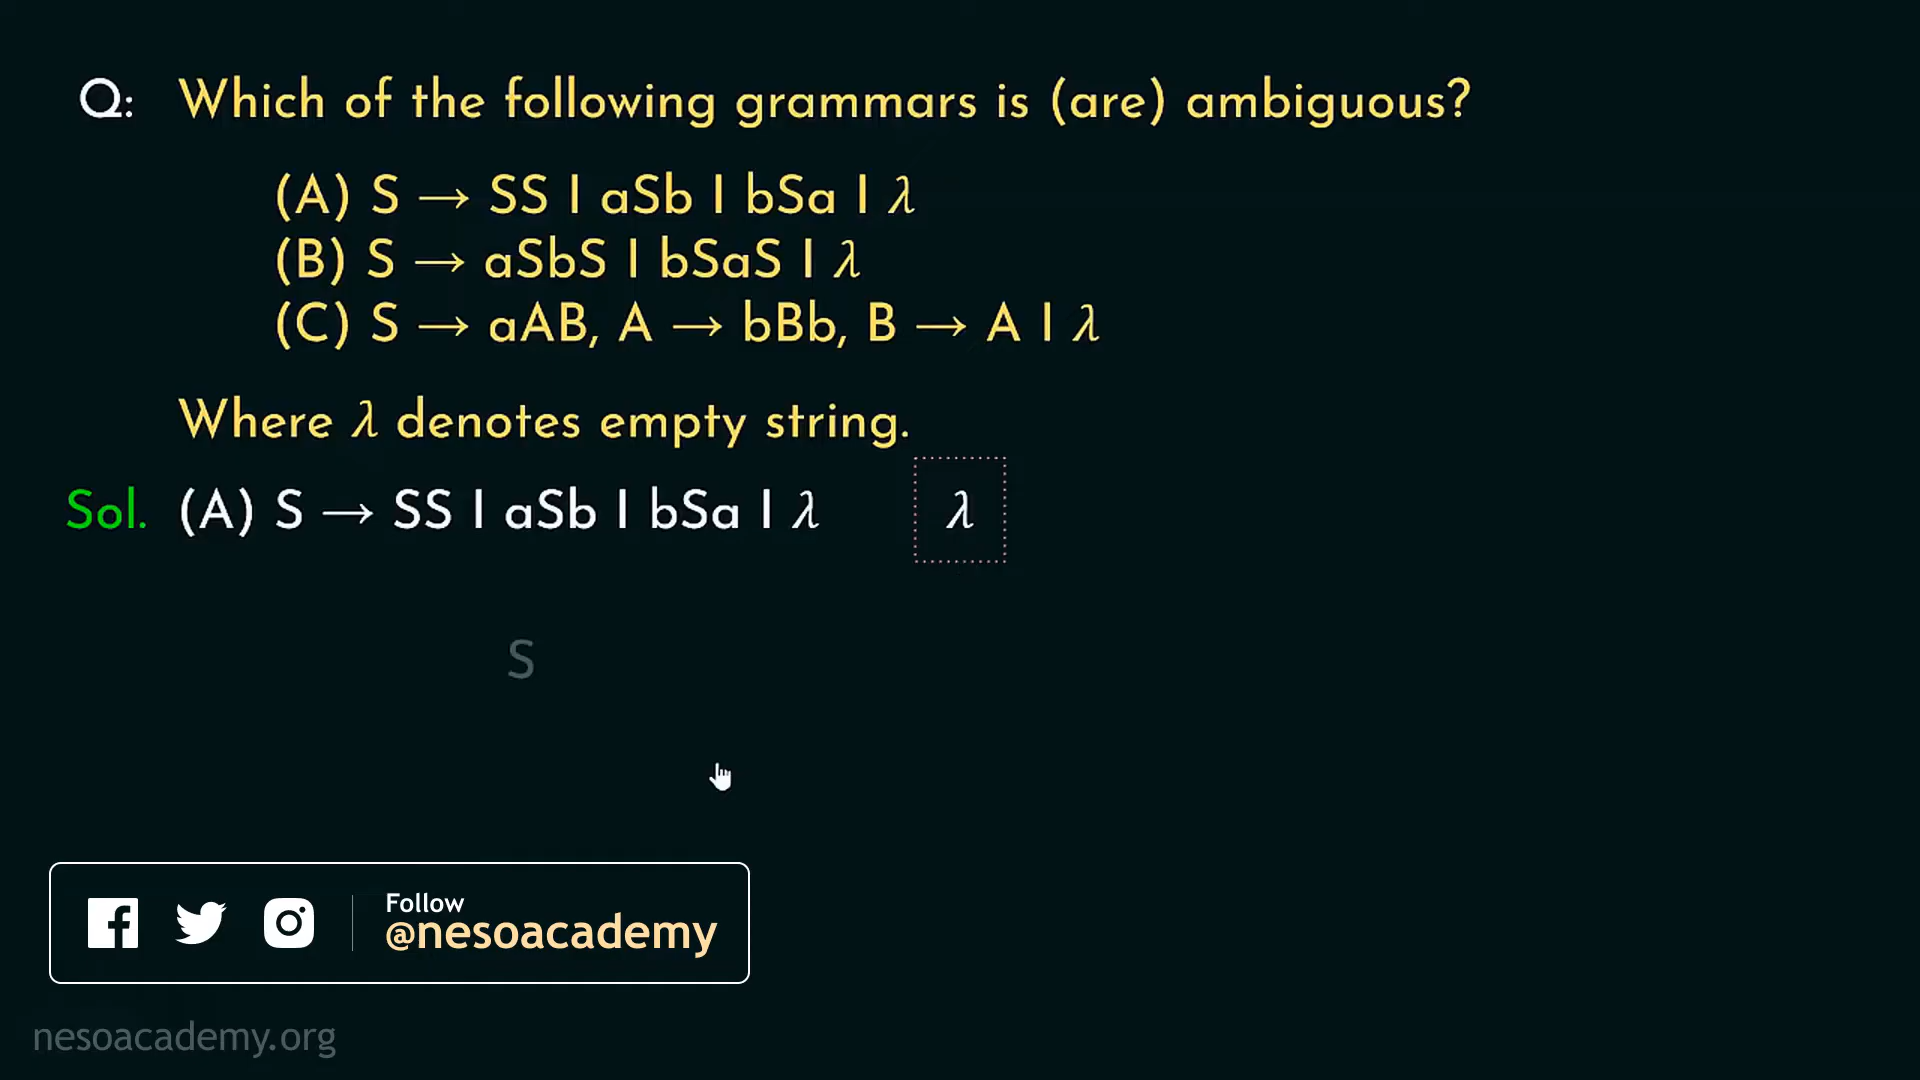 Q: Which of the following grammars is (are) ambiguous?
(A) S → SS | aSb | bSa | λ
(B) S → aSbS | bSaS | λ
(C) S → aAB, A → bBb, B → A | λ
Where λ denotes empty string.
Sol. (A) S → SS | aSb | bSa | λ λ
S
Follow
@nesoacademy
nesoacademy.org